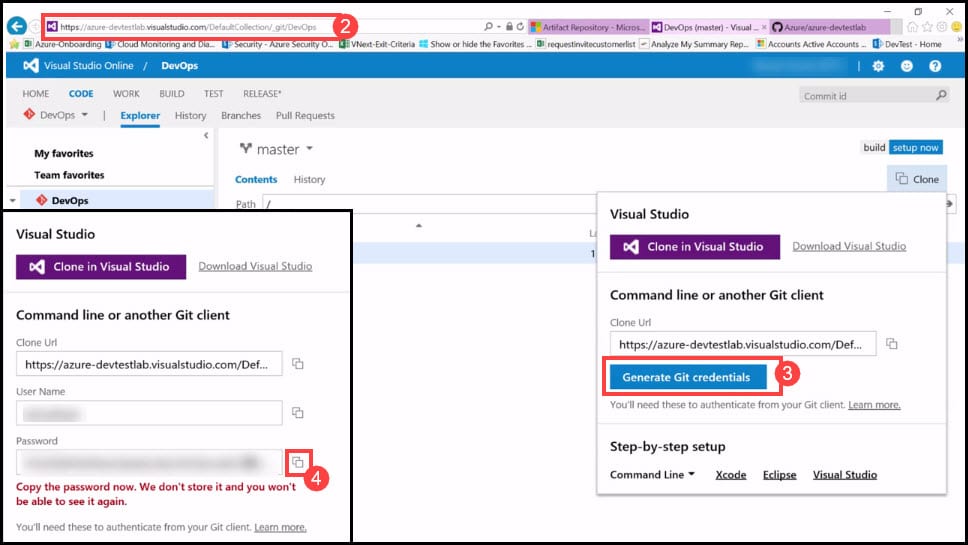 https://azure-devtestlab.visualstudio.com/DefaultCollection/_git/DevOps
2
Artifact Repository - Micros...
DevOps (master) - Visual ...
Azure/azure-devtestlab
Azure-Onboarding
Cloud Monitoring and Dia...
Security - Azure Security O...
VNext-Exit-Criteria
Show or hide the Favorites ...
requestinvitecustomerlist
Analyze My Summary Rep...
Accounts Active Accounts ...
DevTest - Home
Visual Studio Online / DevOps
HOME CODE WORK BUILD TEST RELEASE*
Commit id
DevOps | Explorer History Branches Pull Requests
My favorites
Team favorites
DevOps
master
build setup now
Contents History
Clone
Path /
Visual Studio
Clone in Visual Studio Download Visual Studio
Command line or another Git client
Clone Url
https://azure-devtestlab.visualstudio.com/Def...
User Name
Password
4
Copy the password now. We don't store it and you won't
be able to see it again.
You'll need these to authenticate from your Git client. Learn more.
Visual Studio
Clone in Visual Studio Download Visual Studio
Command line or another Git client
Clone Url
https://azure-devtestlab.visualstudio.com/Def...
Generate Git credentials
3
You'll need these to authenticate from your Git client. Learn more.
Step-by-step setup
Command Line Xcode Eclipse Visual Studio